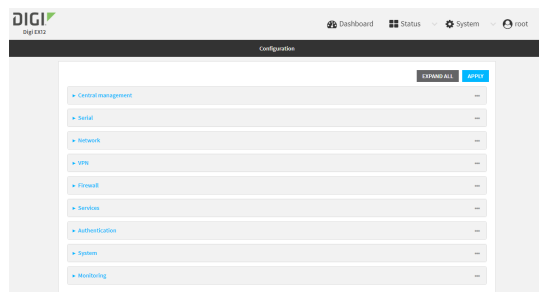 DIGI
Digi EX12
Dashboard
Status
System
root
Configuration
EXPAND ALL
APPLY
Central management
Serial
Network
VPN
Firewall
Services
Authentication
System
Monitoring